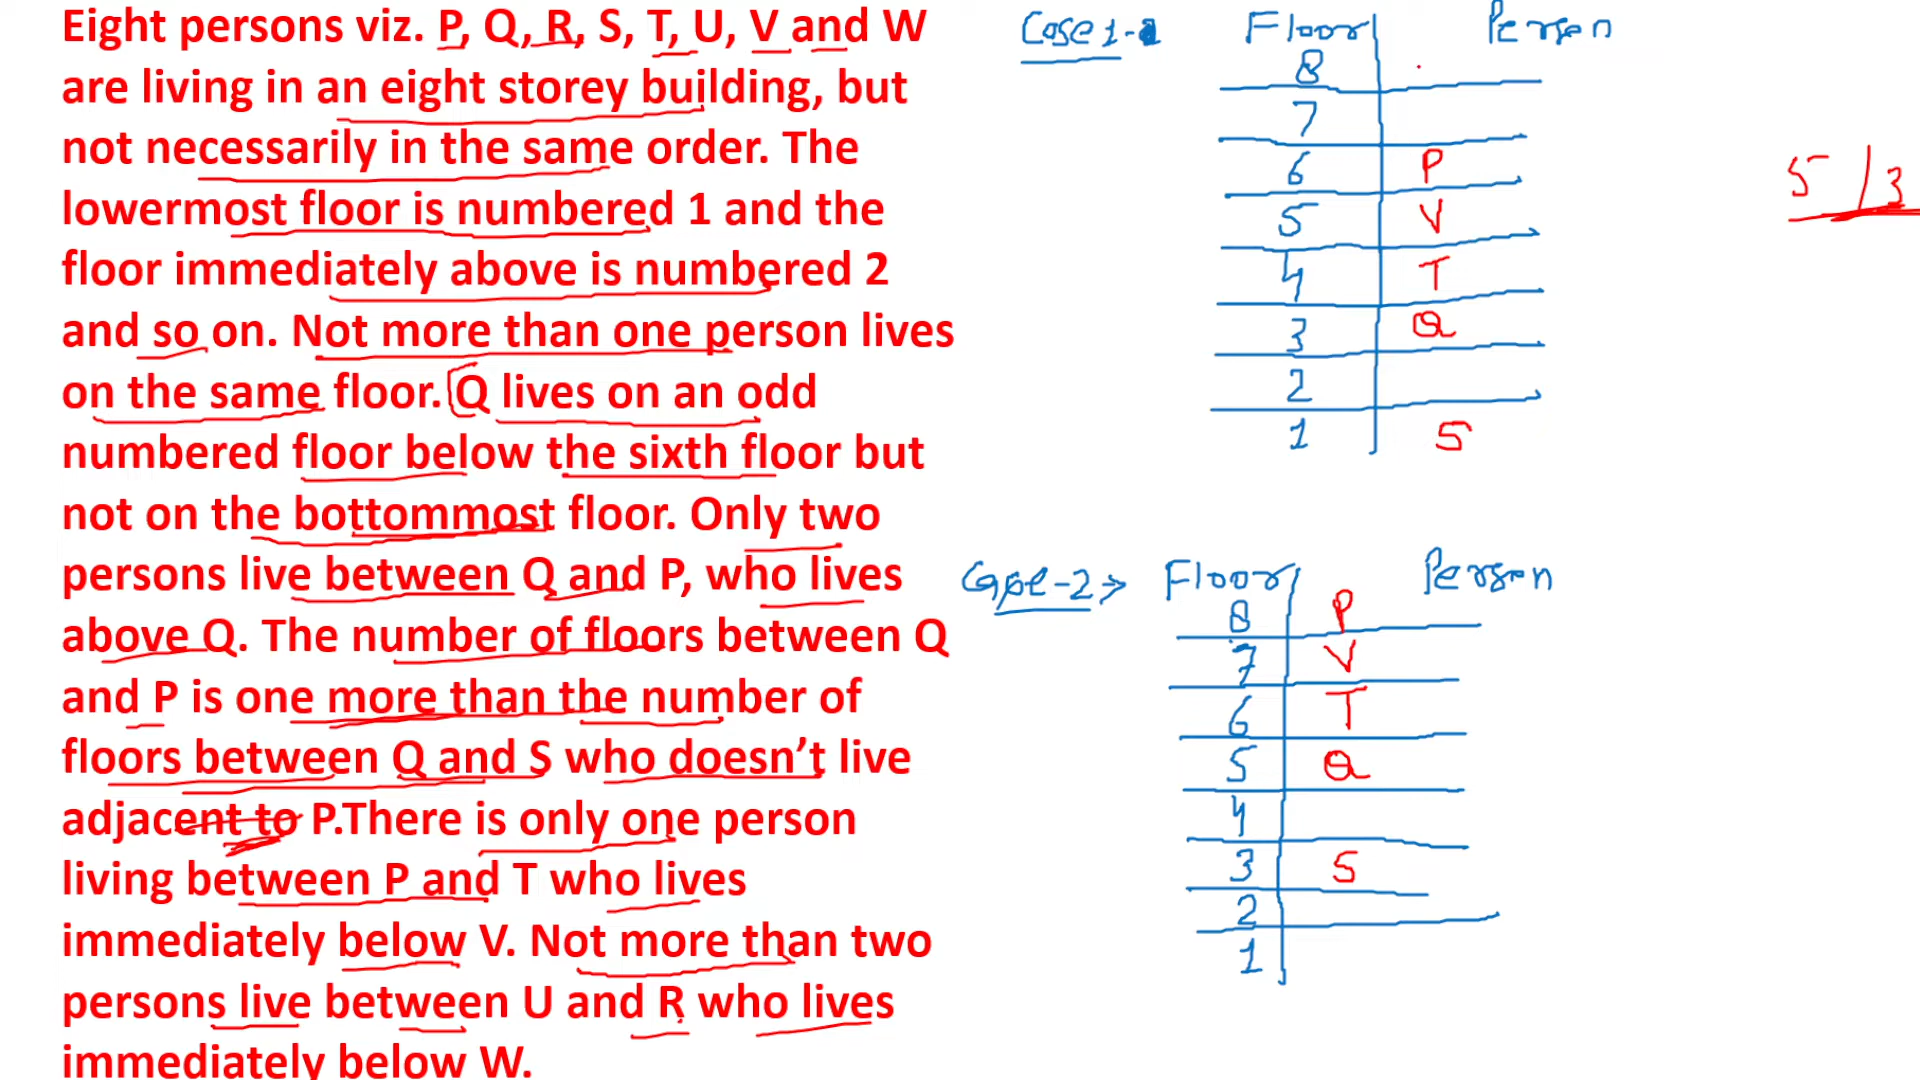 Eight persons viz. P, Q, R, S, T, U, V and W
are living in an eight storey building, but
not necessarily in the same order. The
lowermost floor is numbered 1 and the
floor immediately above is numbered 2
and so on. Not more than one person lives
on the same floor. Q lives on an odd
numbered floor below the sixth floor but
not on the bottommost floor. Only two
persons live between Q and P, who lives
above Q. The number of floors between Q
and P is one more than the number of
floors between Q and S who doesn't live
adjacent to P.There is only one person
living between P and T who lives
immediately below V. Not more than two
persons live between U and R who lives
immediately below W.
Case 1-
Floor Person
8
7
6 P
5 V
4 T
3 Q
2
1 S
5 / 3
Case-2 →
Floor Person
8 P
7 V
6 T
5 Q
4
3 S
2
1